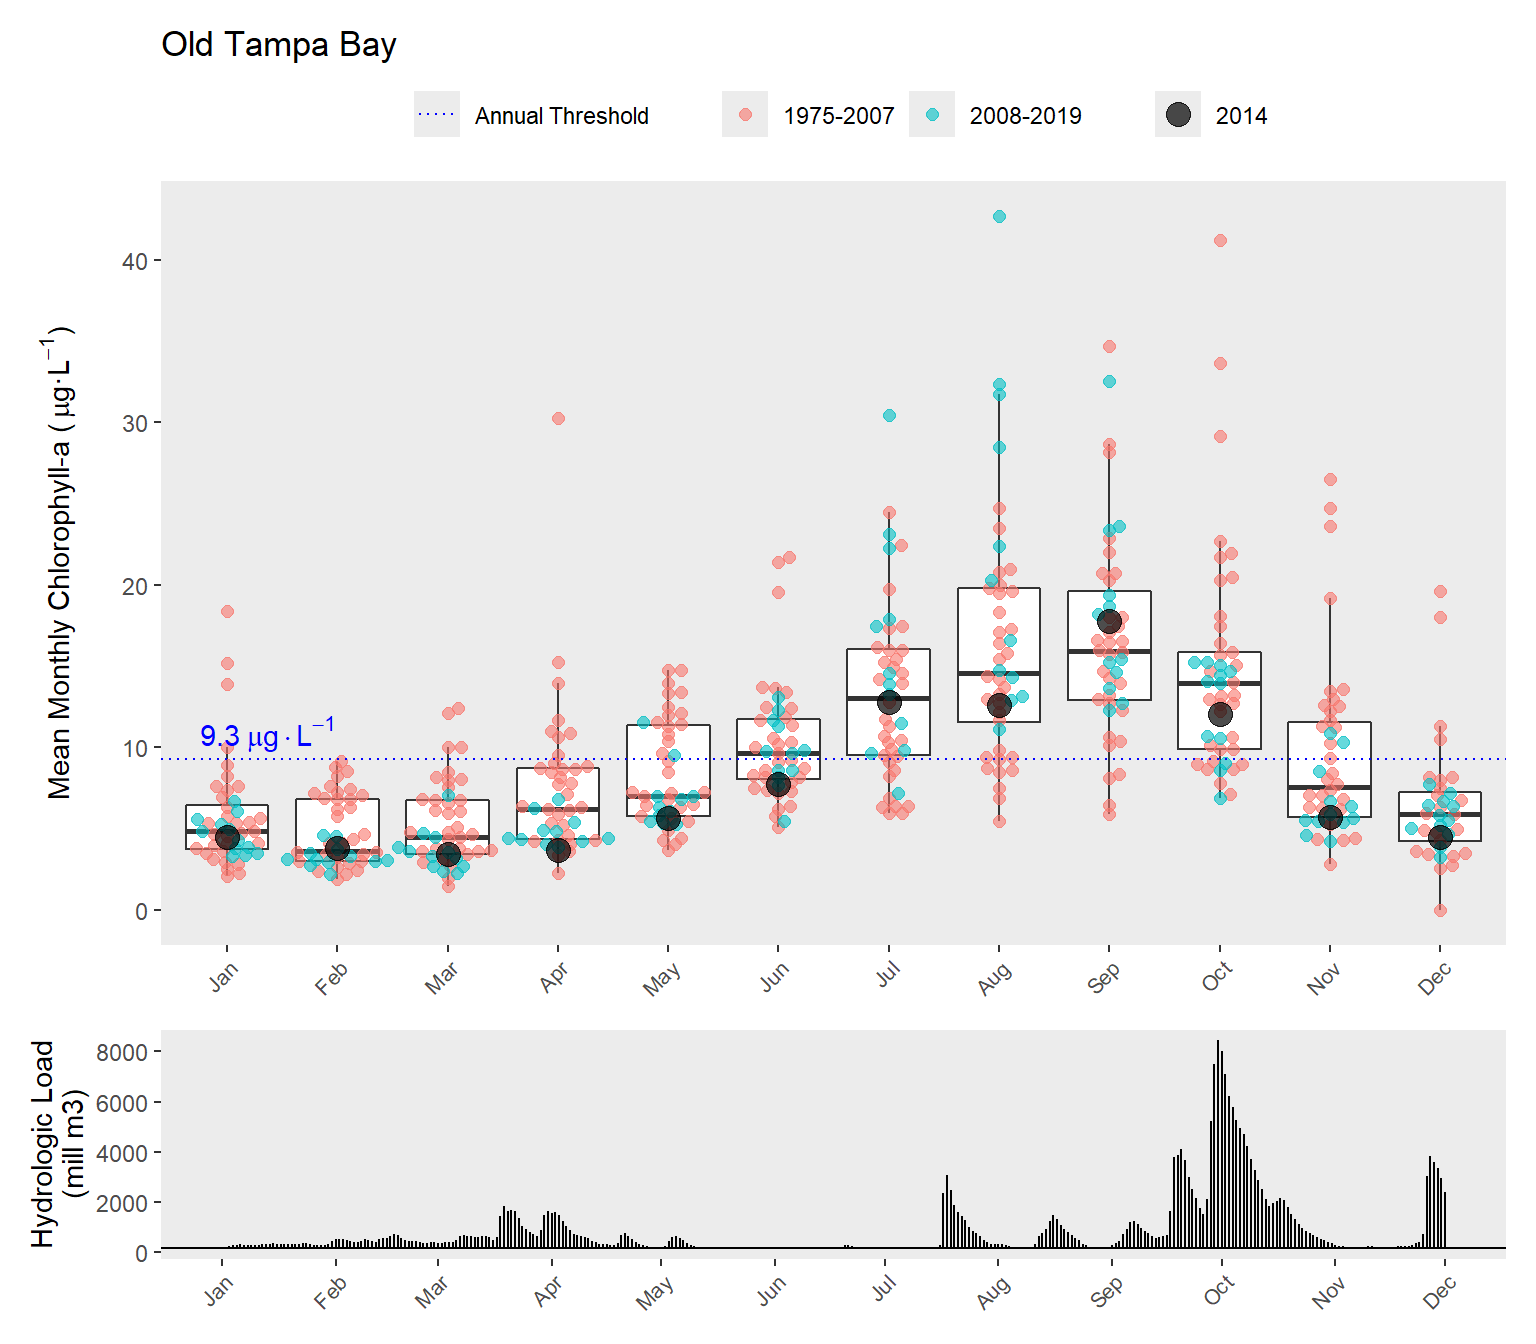 Old Tampa Bay
Annual Threshold 1975-2007 2008-2019 2014
Mean Monthly Chlorophyll-a ( μg·L⁻¹)
40
30
20
10
0
9.3 μg·L⁻¹
Jan Feb Mar Apr May Jun Jul Aug Sep Oct Nov Dec
Hydrologic Load
(mill m3)
8000
6000
4000
2000
0
Jan Feb Mar Apr May Jun Jul Aug Sep Oct Nov Dec